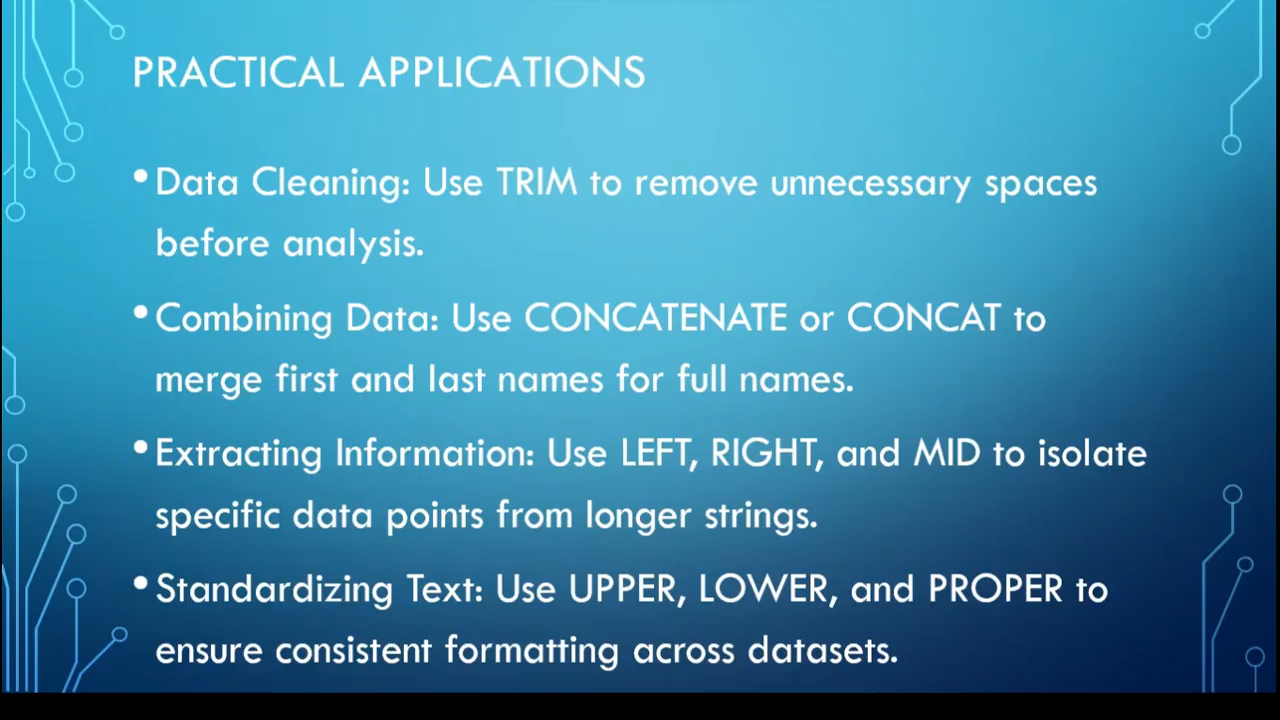 PRACTICAL APPLICATIONS
• Data Cleaning: Use TRIM to remove unnecessary spaces
before analysis.
• Combining Data: Use CONCATENATE or CONCAT to
merge first and last names for full names.
• Extracting Information: Use LEFT, RIGHT, and MID to isolate
specific data points from longer strings.
• Standardizing Text: Use UPPER, LOWER, and PROPER to
ensure consistent formatting across datasets.